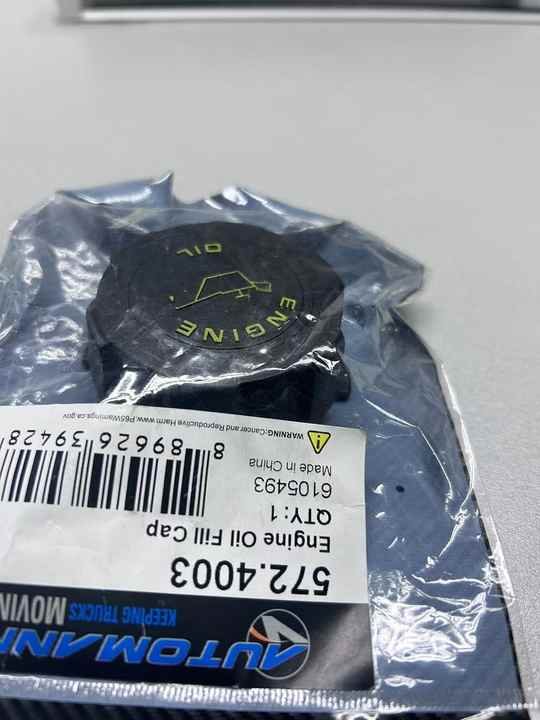 AUTOMANN
KEEPING TRUCKS MOVIN
572.4003
Engine Oil Fill Cap
QTY: 1
6105493
Made in China
8 89626 39428
WARNING: Cancer and Reproductive Harm www.P65Warnings.ca.gov
ENGINE
OIL